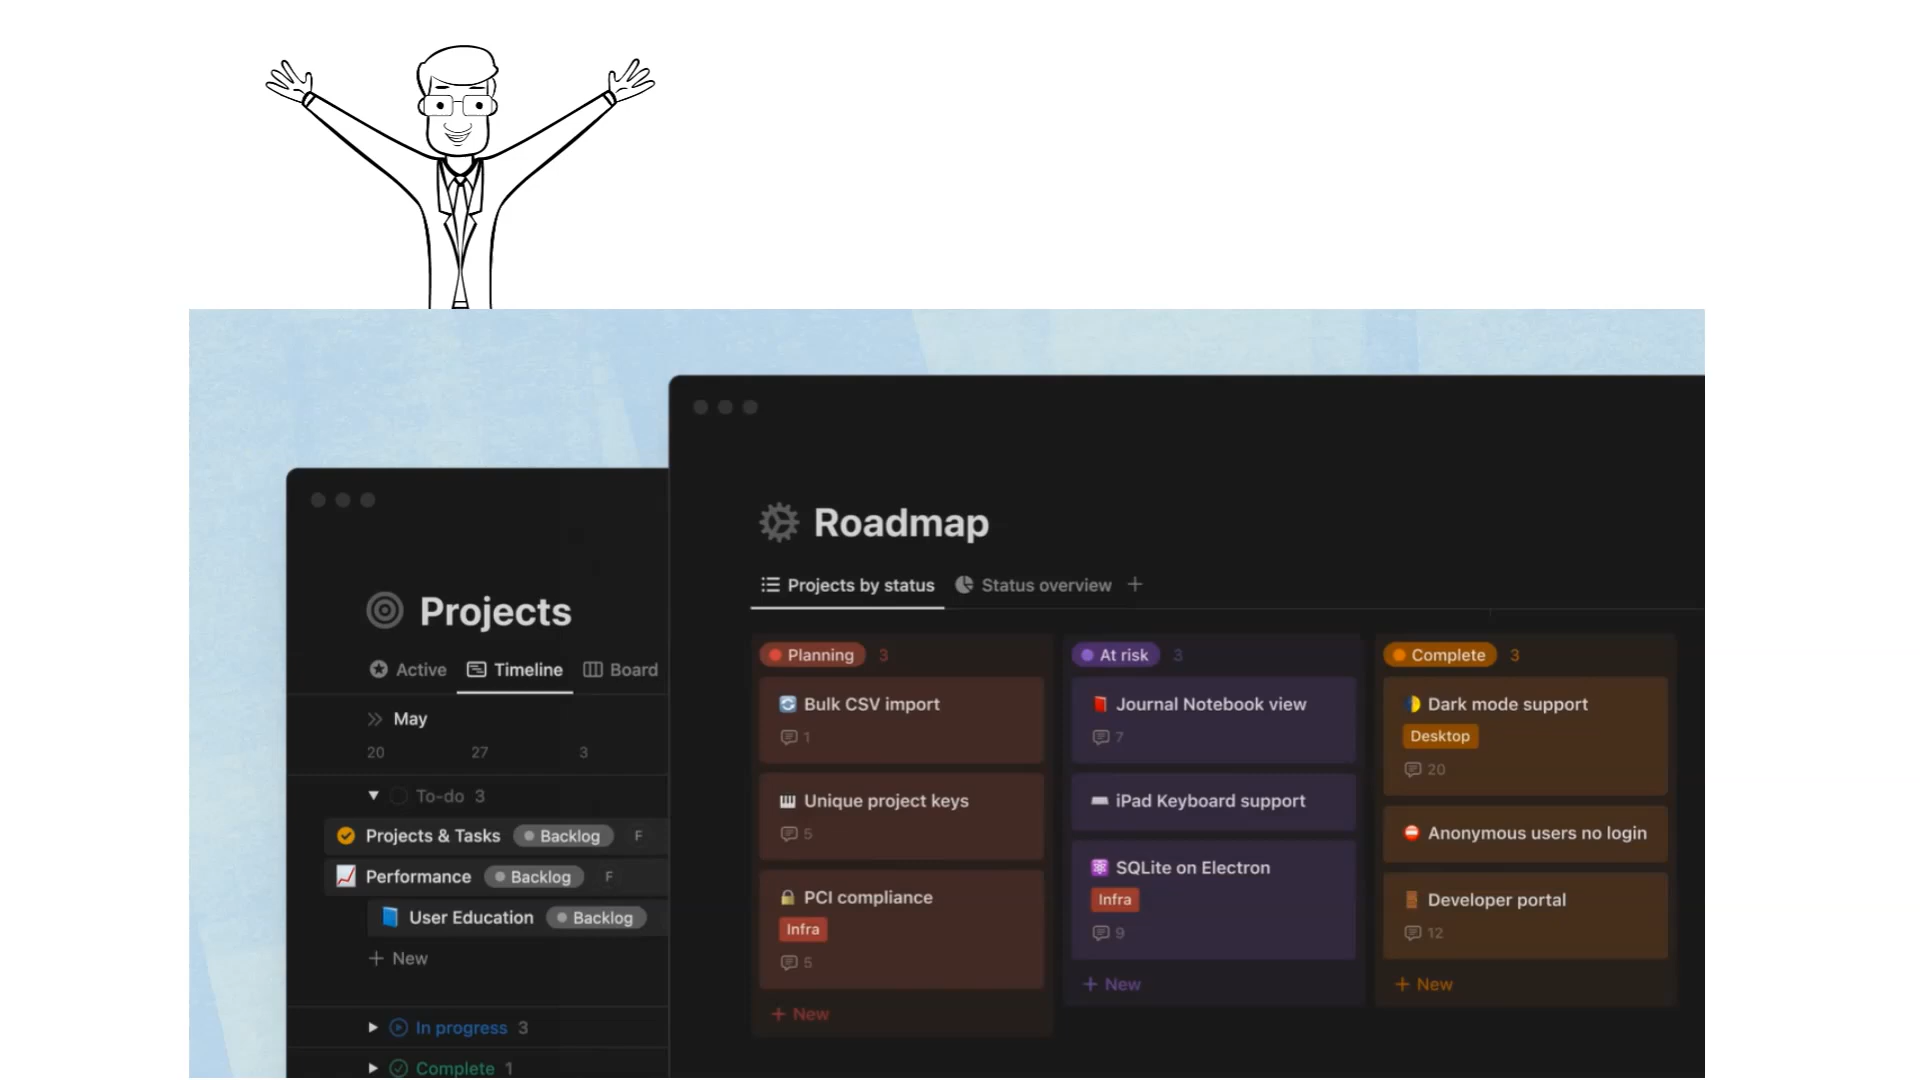 Projects
Active Timeline Board
May
20 27 3
To-do 3
Projects & Tasks Backlog F
Performance Backlog F
User Education Backlog
+ New
In progress 3
Complete 1
Roadmap
Projects by status Status overview +
Planning 3
Bulk CSV import
1
Unique project keys
5
PCI compliance
Infra
5
+ New
At risk 3
Journal Notebook view
7
iPad Keyboard support
SQLite on Electron
Infra
9
+ New
Complete 3
Dark mode support
Desktop
20
Anonymous users no login
Developer portal
12
+ New